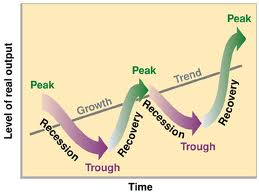 Level of real output
Peak
Recession
Trough
Growth
Recovery
Peak
Trend
Recession
Trough
Recovery
Peak
Time